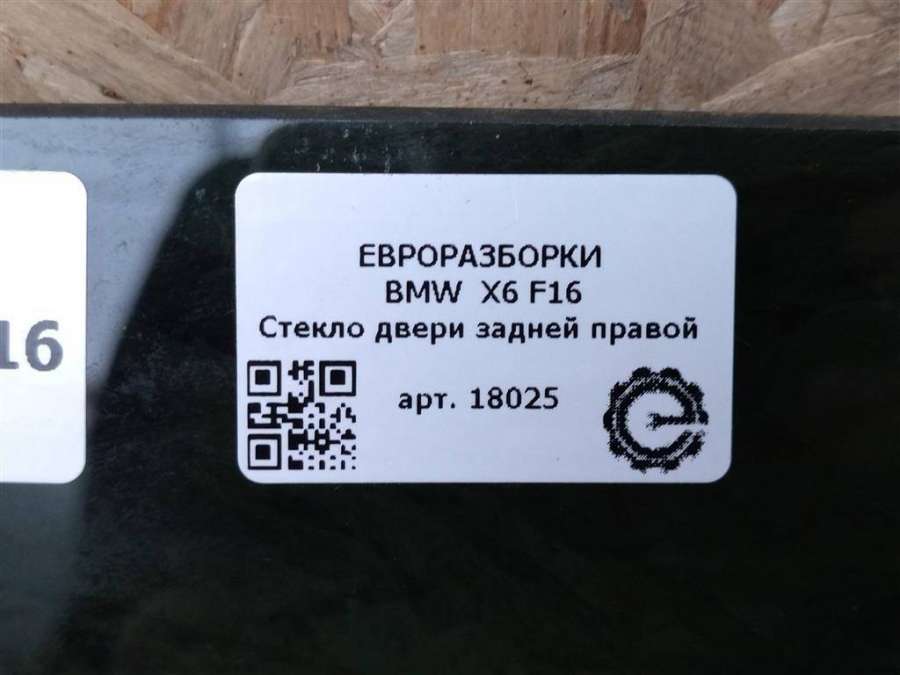 ЕВРОРАЗБОРКИ
BMW X6 F16
Стекло двери задней правой
арт. 18025
16